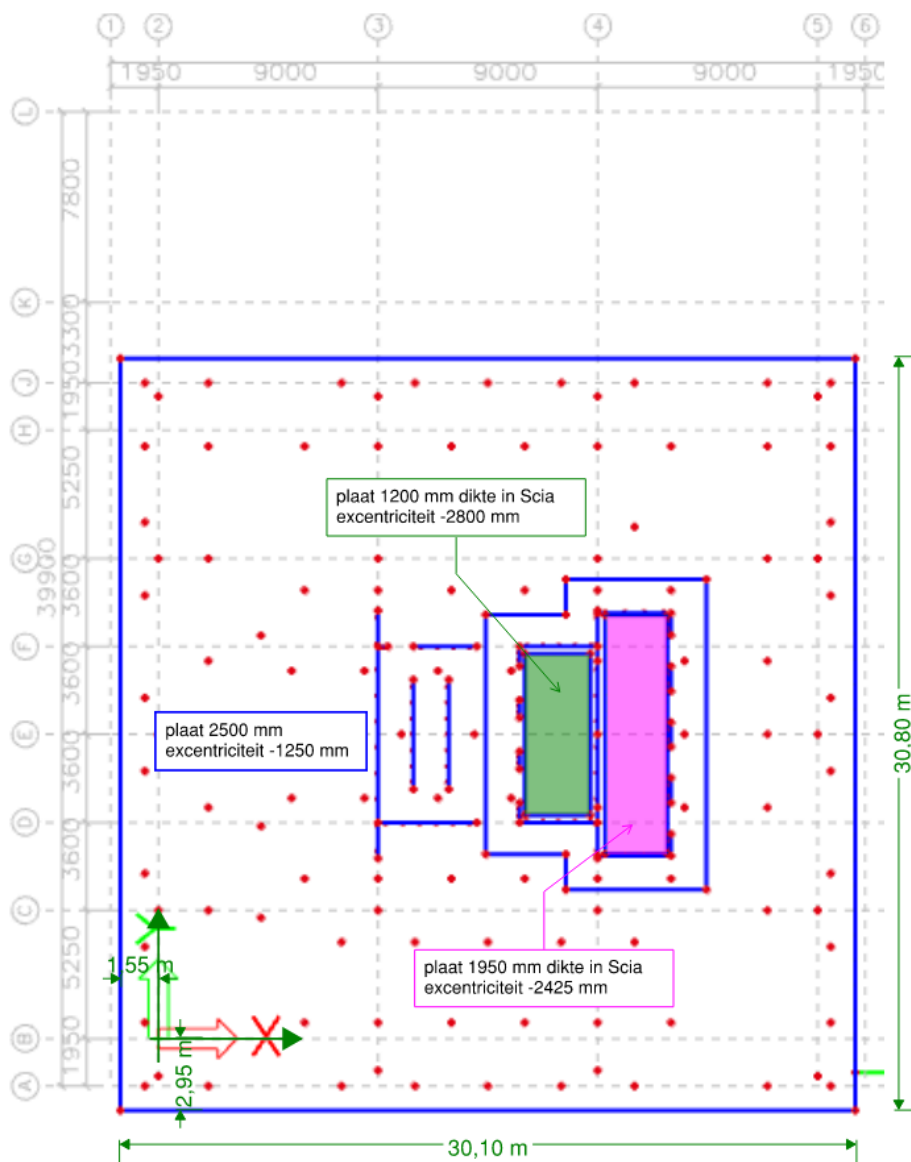 1 2 3 4 5 6
1950 9000 9000 9000 1950
L
7800
K
3300
J
1950
H
5250
G
39900
3600
F
3600
E
3600
D
3600
C
5250
B
1950
A
plaat 1200 mm dikte in Scia
excentriciteit -2800 mm
plaat 2500 mm
excentriciteit -1250 mm
plaat 1950 mm dikte in Scia
excentriciteit -2425 mm
30.80 m
Y
1,55 m
X
2,95 m
30,10 m